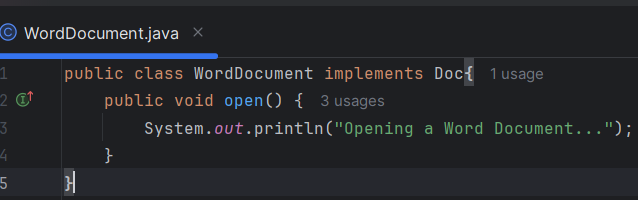 WordDocument.java
1 public class WordDocument implements Doc{ 1 usage
2 public void open() { 3 usages
3 System.out.println("Opening a Word Document...");
4 }
5 }